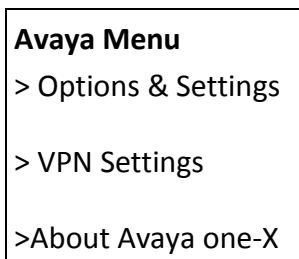 Avaya Menu
> Options & Settings
> VPN Settings
>About Avaya one-X